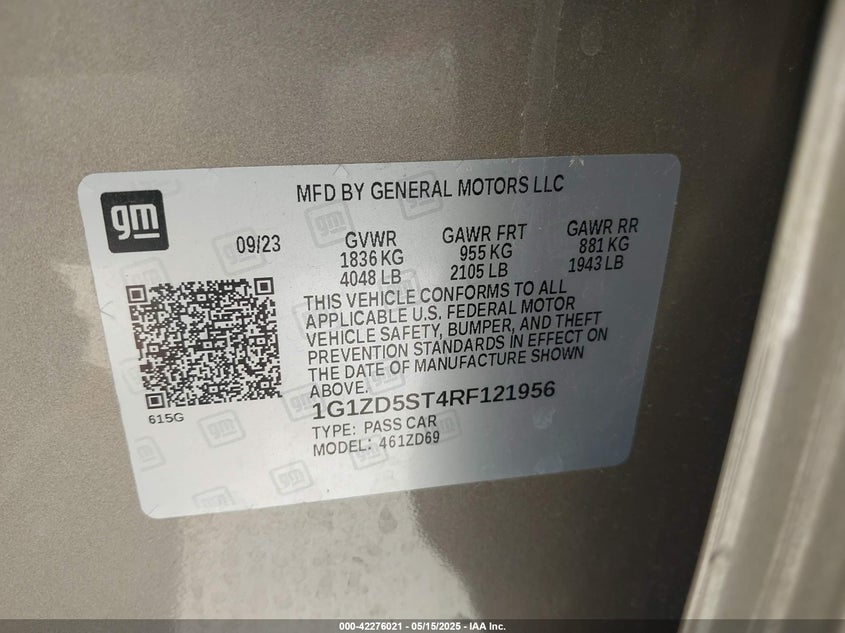 gm
MFD BY GENERAL MOTORS LLC
09/23
GVWR
1836 KG
4048 LB
GAWR FRT
955 KG
2105 LB
GAWR RR
881 KG
1943 LB
THIS VEHICLE CONFORMS TO ALL
APPLICABLE U.S. FEDERAL MOTOR
VEHICLE SAFETY, BUMPER, AND THEFT
PREVENTION STANDARDS IN EFFECT ON
THE DATE OF MANUFACTURE SHOWN
ABOVE.
1G1ZD5ST4RF121956
615G
TYPE: PASS CAR
MODEL: 461ZD69
000-42276021 - 05/15/2025 - IAA Inc.